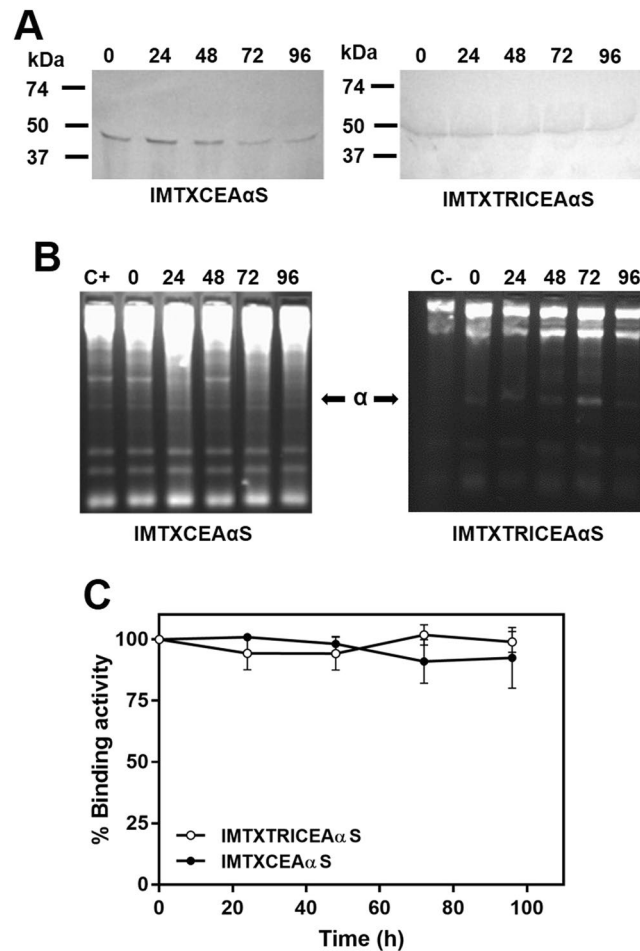 A
kDa 0 24 48 72 96
74
50
37
IMTXCEAαS
kDa 0 24 48 72 96
74
50
37
IMTXTRICEAαS
B
C+ 0 24 48 72 96
IMTXCEAαS
α
C- 0 24 48 72 96
IMTXTRICEAαS
C
% Binding activity
100
75
50
25
0
IMTXTRICEAα S
IMTXCEAα S
0 20 40 60 80 100
Time (h)